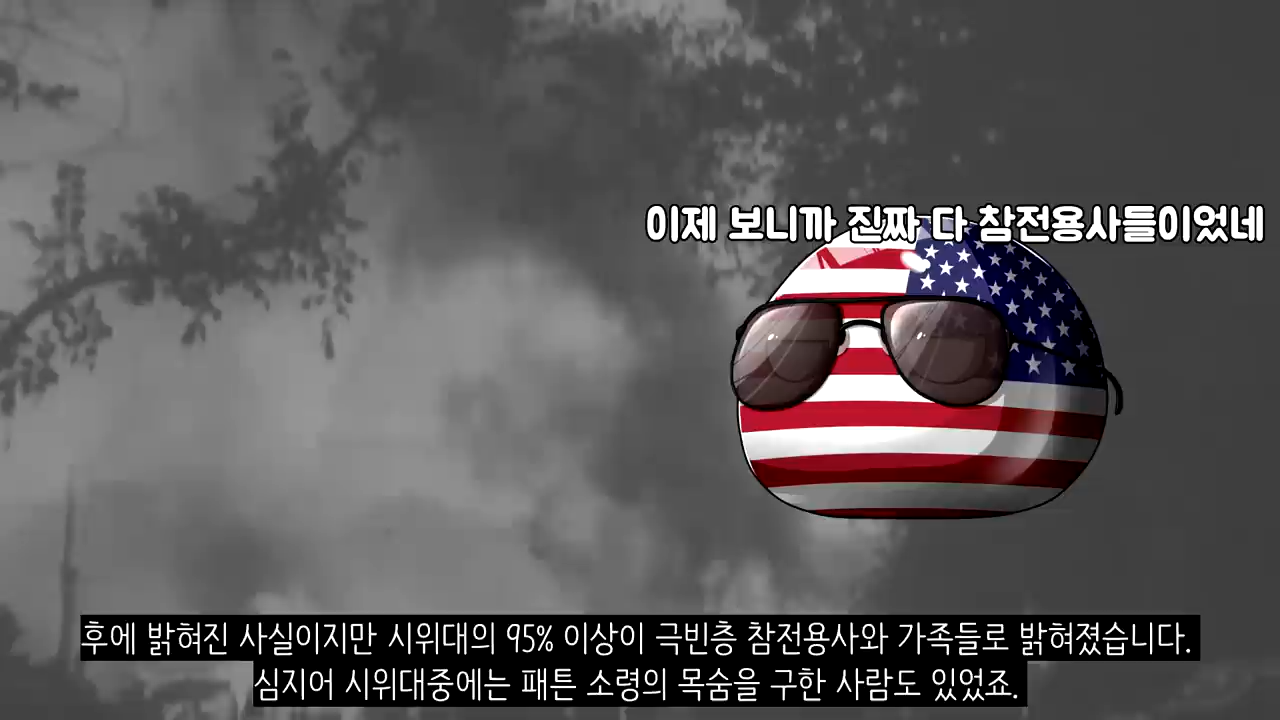 이제 보니까 진짜 다 참전용사들이었네
후에 밝혀진 사실이지만 시위대의 95% 이상이 극빈층 참전용사와 가족들로 밝혀졌습니다.
심지어 시위대중에는 패튼 소령의 목숨을 구한 사람도 있었죠.